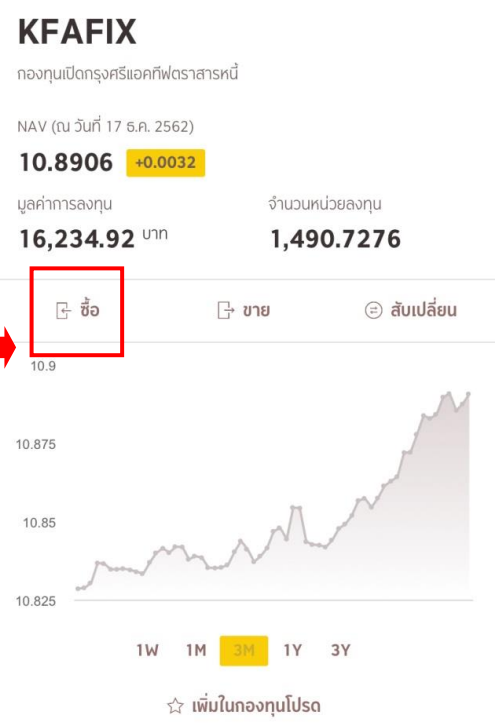 KFAFIX
กองทุนเปิดกรุงศรีแอคทีฟตราสารหนี้
NAV (ณ วันที่ 17 ธ.ค. 2562)
10.8906 +0.0032
มูลค่าการลงทุน จำนวนหน่วยลงทุน
16,234.92 บาท 1,490.7276
ซื้อ ขาย สับเปลี่ยน
10.9
10.875
10.85
10.825
1W 1M 3M 1Y 3Y
เพิ่มในกองทุนโปรด